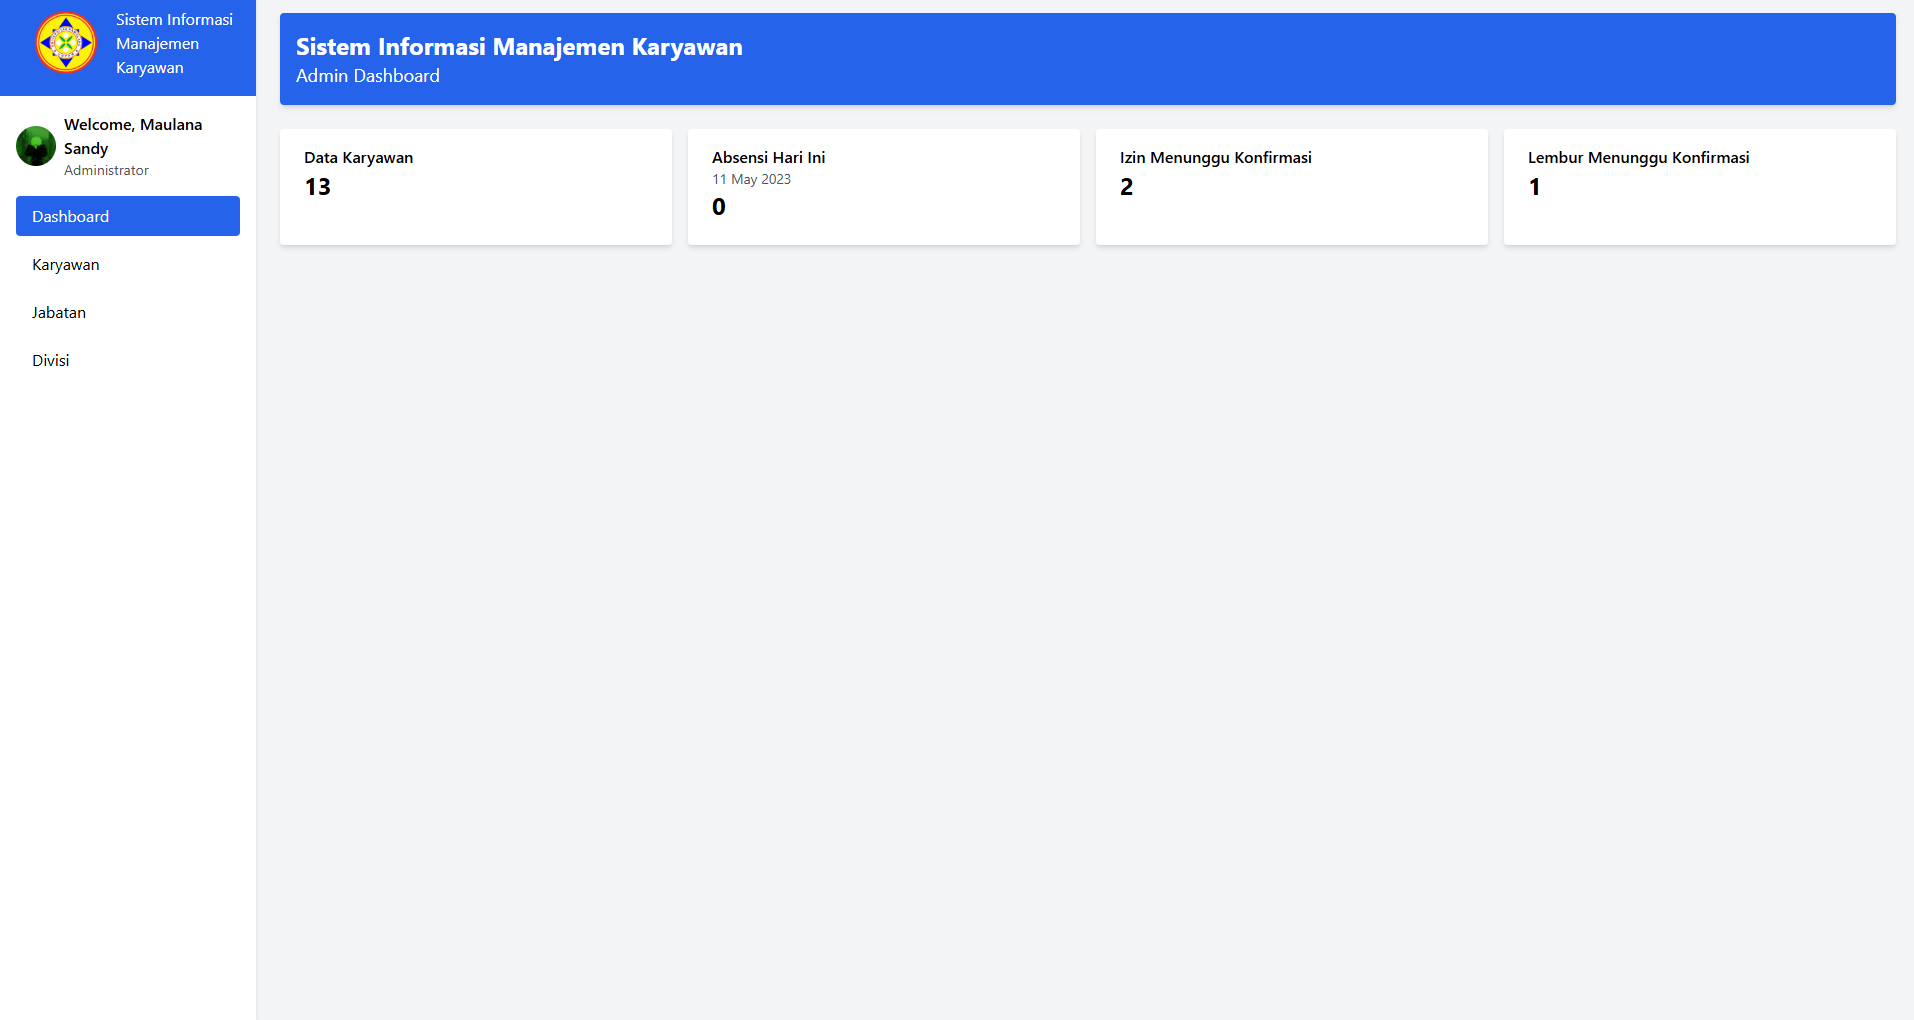 Sistem Informasi
Manajemen
Karyawan
Welcome, Maulana
Sandy
Administrator
Dashboard
Karyawan
Jabatan
Divisi
Sistem Informasi Manajemen Karyawan
Admin Dashboard
Data Karyawan
13
Absensi Hari Ini
11 May 2023
0
Izin Menunggu Konfirmasi
2
Lembur Menunggu Konfirmasi
1